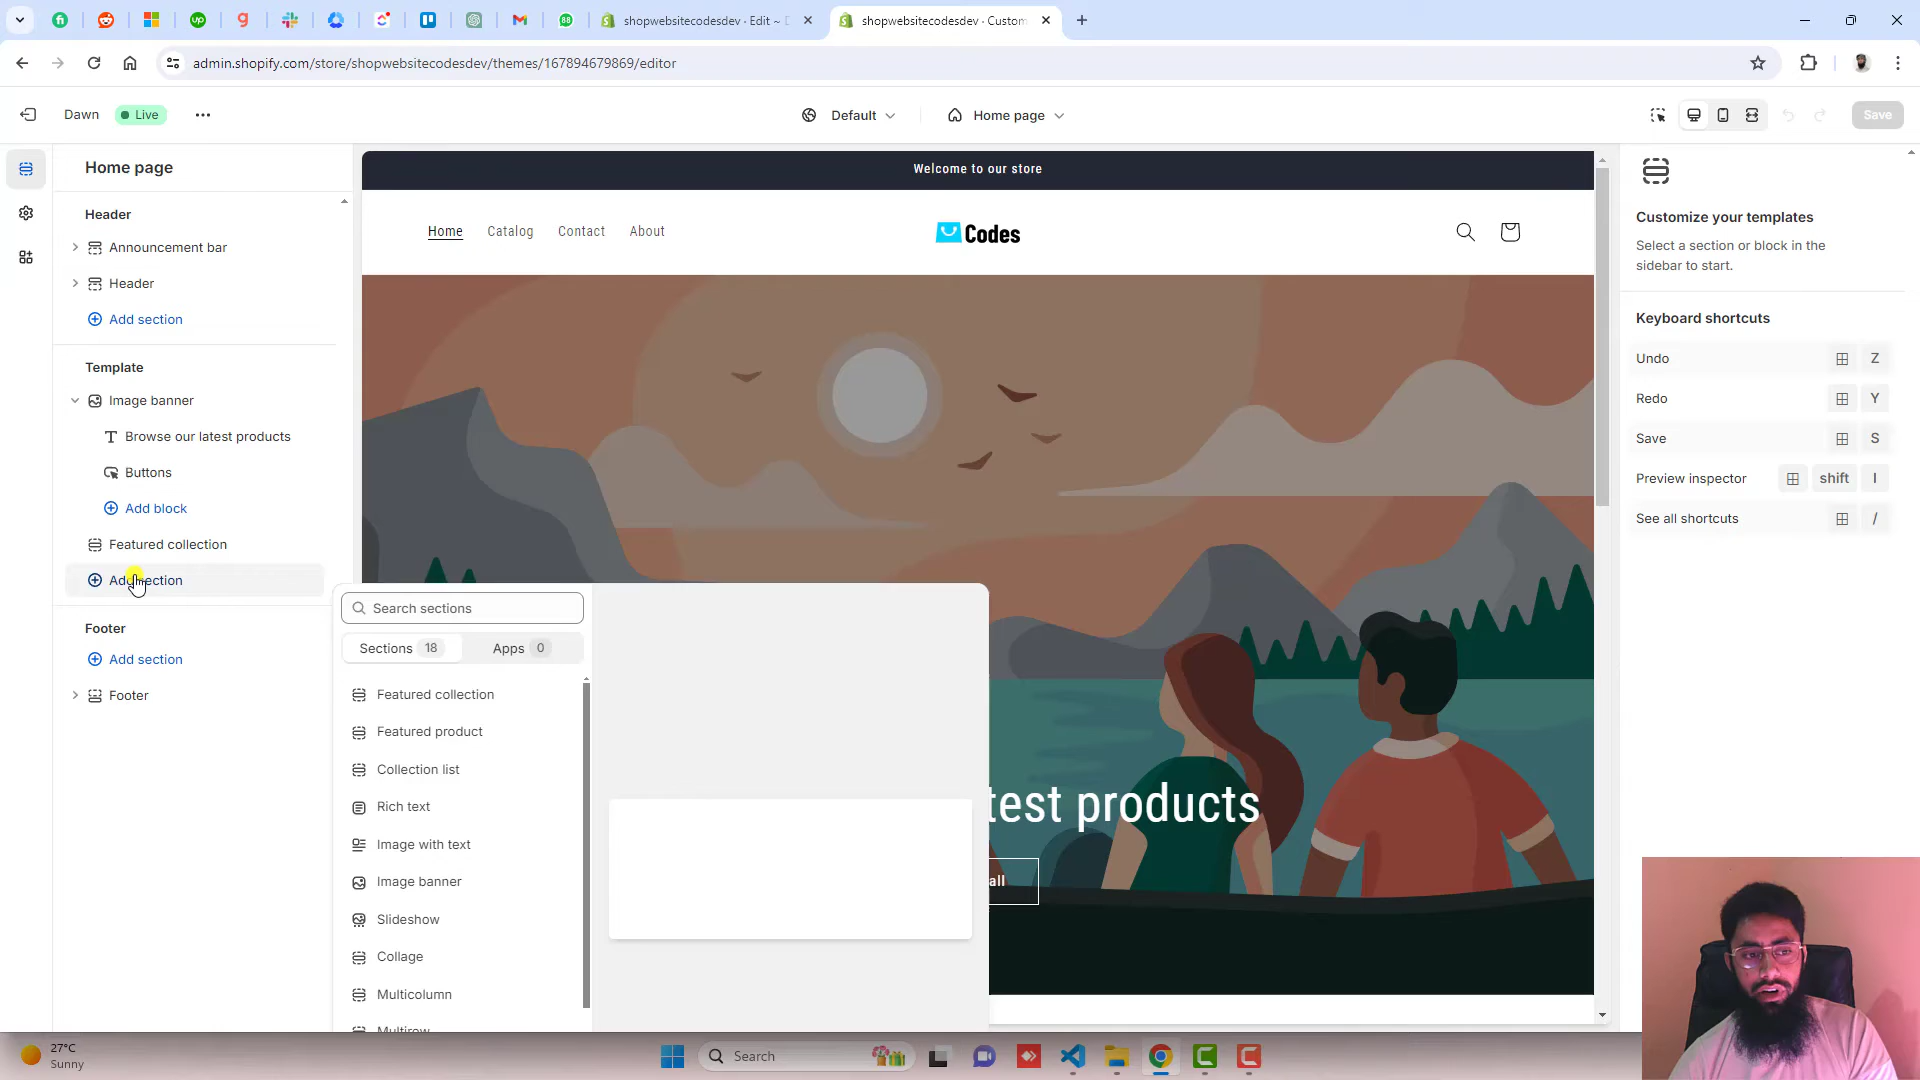 shopwebsitecodesdev · Edit ~ D
shopwebsitecodesdev · Custom
admin.shopify.com/store/shopwebsitecodesdev/themes/167894679869/editor
Dawn
Live
Default
Home page
Save
Home page
Header
Announcement bar
Header
Add section
Template
Image banner
Browse our latest products
Buttons
Add block
Featured collection
Add section
Footer
Add section
Footer
Search sections
Sections 18
Apps 0
Featured collection
Featured product
Collection list
Rich text
Image with text
Image banner
Slideshow
Collage
Multicolumn
Multirow
Welcome to our store
Home
Catalog
Contact
About
Codes
test products
all
Customize your templates
Select a section or block in the
sidebar to start.
Keyboard shortcuts
Undo
Z
Redo
Y
Save
S
Preview inspector
shift
I
See all shortcuts
/
27°C
Sunny
Search